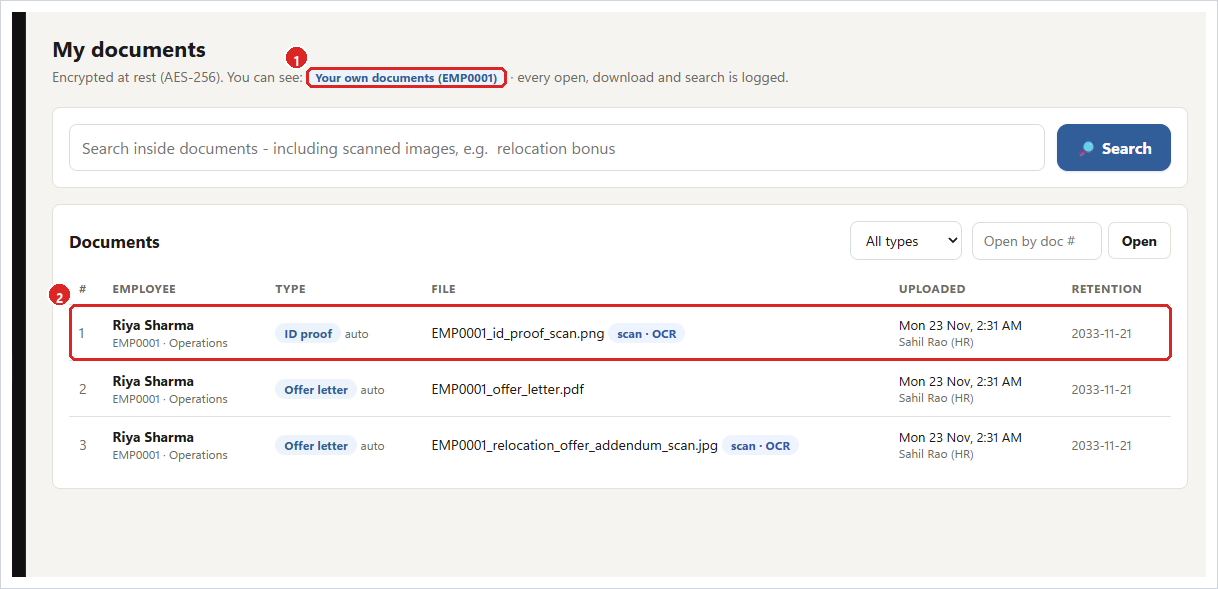 My documents
1
Encrypted at rest (AES-256). You can see: Your own documents (EMP0001) · every open, download and search is logged.
Search inside documents - including scanned images, e.g. relocation bonus
Search
Documents
All types
Open by doc #
Open
2
# EMPLOYEE TYPE FILE UPLOADED RETENTION
1 Riya Sharma ID proof auto EMP0001_id_proof_scan.png scan · OCR Mon 23 Nov, 2:31 AM 2033-11-21
EMP0001 · Operations Sahil Rao (HR)
2 Riya Sharma Offer letter auto EMP0001_offer_letter.pdf Mon 23 Nov, 2:31 AM 2033-11-21
EMP0001 · Operations Sahil Rao (HR)
3 Riya Sharma Offer letter auto EMP0001_relocation_offer_addendum_scan.jpg scan · OCR Mon 23 Nov, 2:31 AM 2033-11-21
EMP0001 · Operations Sahil Rao (HR)